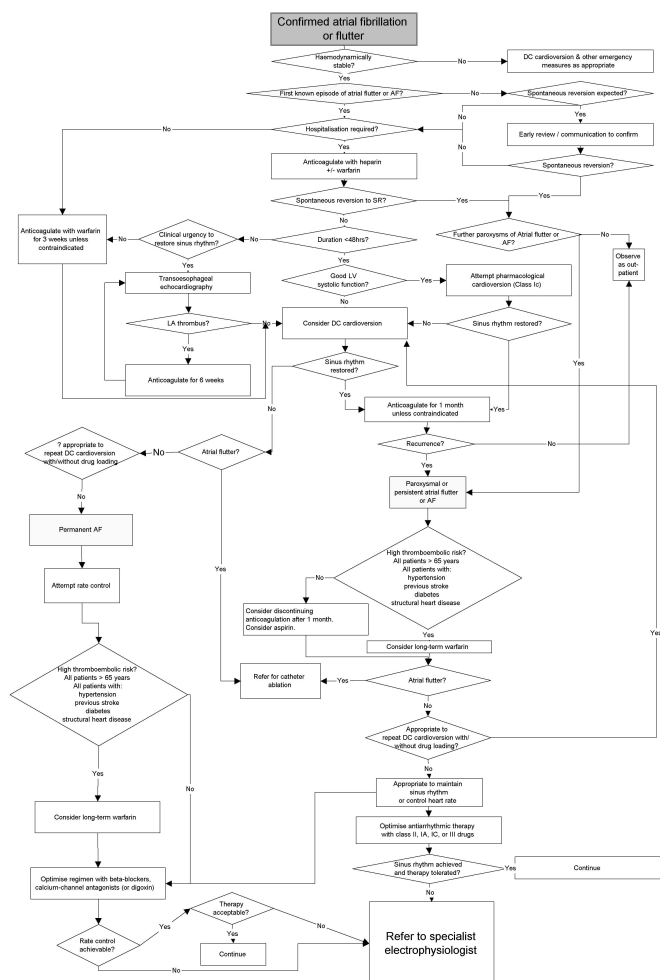 Confirmed atrial fibrillation
or flutter
Haemodynamically
stable?
No
DC cardioversion & other emergency
measures as appropriate
Yes
First known episode of atrial flutter or AF?
No
Spontaneous reversion expected?
Yes
Yes
No
No
Hospitalisation required?
Early review / communication to confirm
Yes
No
Anticoagulate with heparin
+/- warfarin
Spontaneous reversion?
Yes
Spontaneous reversion to SR?
Yes
Anticoagulate with warfarin
for 3 weeks unless
contraindicated
No
Clinical urgency to
restore sinus rhythm?
No
No
Duration <48hrs?
Further paroxysms of Atrial flutter or
AF?
No
Observe
as out-
patient
Yes
Yes
Transoesophageal
echocardiography
Good LV
systolic function?
Yes
Attempt pharmacological
cardoversion (Class Ic)
No
LA thrombus?
No
Consider DC cardioversion
No
Sinus rhythm restored?
Yes
Yes
Anticoagulate for 6 weeks
Sinus rhythm
restored?
Yes
No
Anticoagulate for 1 month
unless contraindicated
Yes
? appropriate to
repeat DC cardioversion
with/without drug loading
No
Atrial flutter?
Recurrence?
No
Yes
No
Paroxysmal or
persistent atrial flutter
or AF
Permanent AF
Attempt rate control
Yes
High thromboembolic risk?
All patients > 65 years
All patients with:
hypertension
previous stroke
diabetes
structural heart disease
No
Consider discontinuing
anticoagulation after 1 month.
Consider aspirin.
Yes
Yes
Consider long-term warfarin
High thromboembolic risk?
All patients > 65 years
All patients with:
hypertension
previous stroke
diabetes
structural heart disease
Refer for catheter
ablation
Yes
Atrial flutter?
No
Appropriate to
repeat DC cardioversion with/
without drug loading?
Yes
No
No
Appropriate to maintain
sinus rhythm
or control heart rate
Consider long-term warfarin
Optimise antiarrhythmic therapy
with class II, IA, IC, or III drugs
Optimise regimen with beta-blockers,
calcium-channel antagonists (or digoxin)
Sinus rhythm achieved
and therapy tolerated?
Yes
Continue
No
Therapy
acceptable?
No
Yes
Yes
Rate control
achievable?
Continue
No
Refer to specialist
electrophysiologist